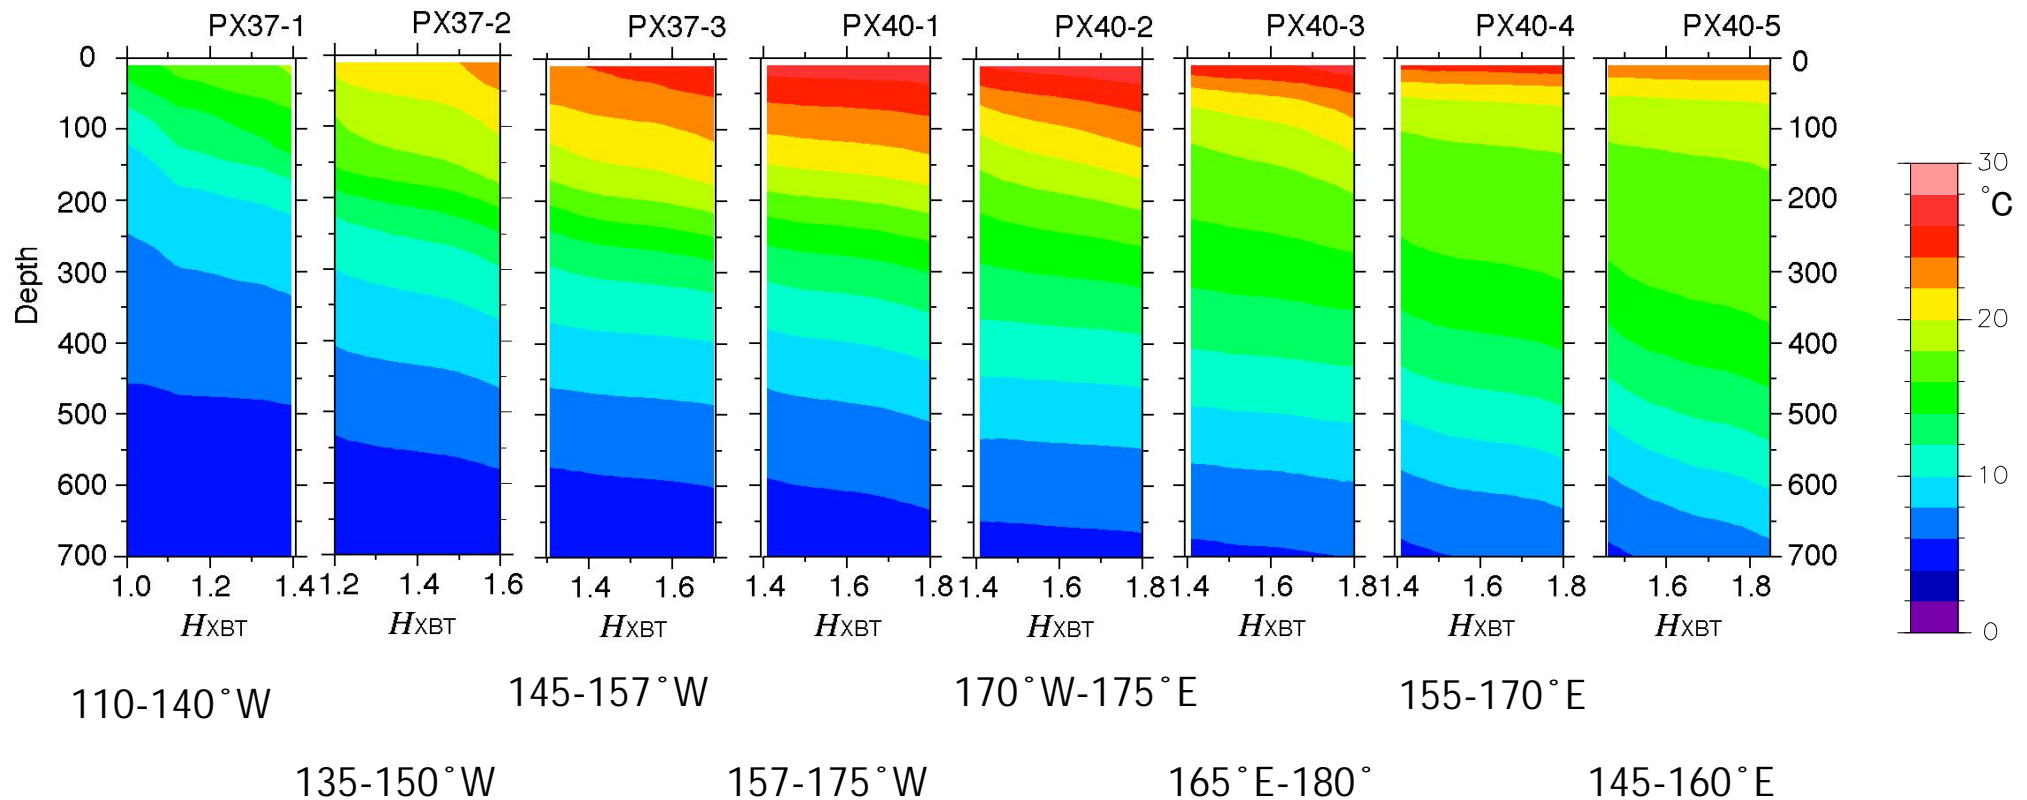 PX37-1 PX37-2 PX37-3 PX40-1 PX40-2 PX40-3 PX40-4 PX40-5
0 0
100 100
30
°C
200 200
Depth
300 300
20
400 400
500 500
10
600 600
700 700
1.0 1.2 1.4 1.2 1.4 1.6 1.4 1.6 1.4 1.6 1.8 1.4 1.6 1.8 1.4 1.6 1.8 1.4 1.6 1.8 1.6 1.8
0
HXBT HXBT HXBT HXBT HXBT HXBT HXBT HXBT
110-140°W 145-157°W 170°W-175°E 155-170°E
135-150°W 157-175°W 165°E-180° 145-160°E